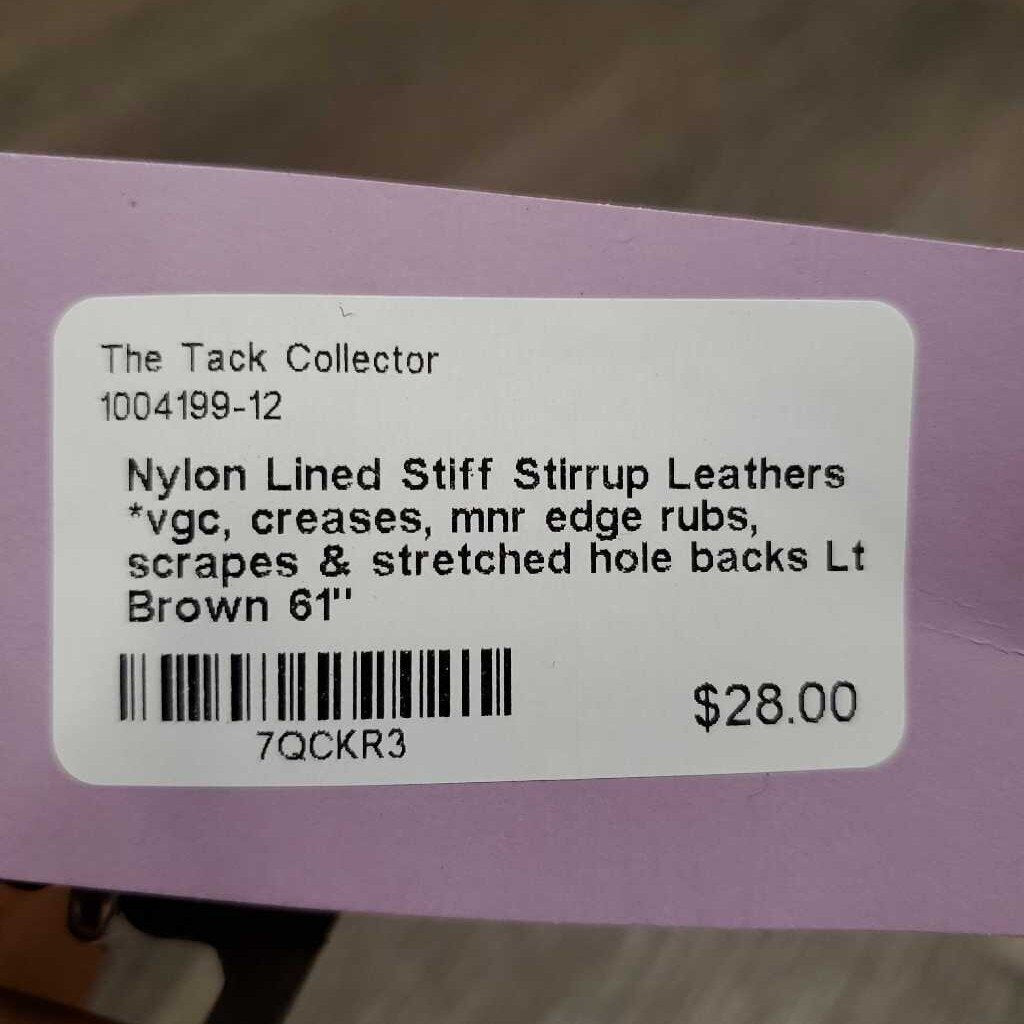 The Tack Collector
1004199-12
Nylon Lined Stiff Stirrup Leathers
*vgc, creases, mnr edge rubs,
scrapes & stretched hole backs Lt
Brown 61"
7QCKR3
$28.00